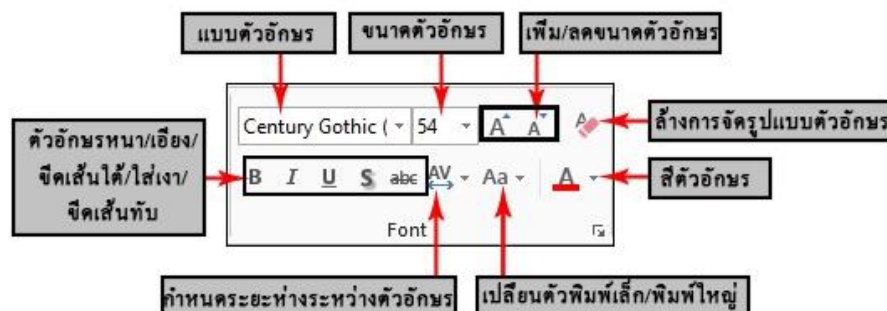 แบบตัวอักษร
ขนาดตัวอักษร
เพิ่ม/ลดขนาดตัวอักษร
Century Gothic (
54
A A
A
ล้างการจัดรูปแบบตัวอักษร
ตัวอักษรหนา/เอียง/
ขีดเส้นใต้/ใส่เงา/
ขีดเส้นทับ
B I U S abc AV Aa A
สีตัวอักษร
Font
กำหนดระยะห่างระหว่างตัวอักษร
เปลี่ยนตัวพิมพ์เล็ก/พิมพ์ใหญ่